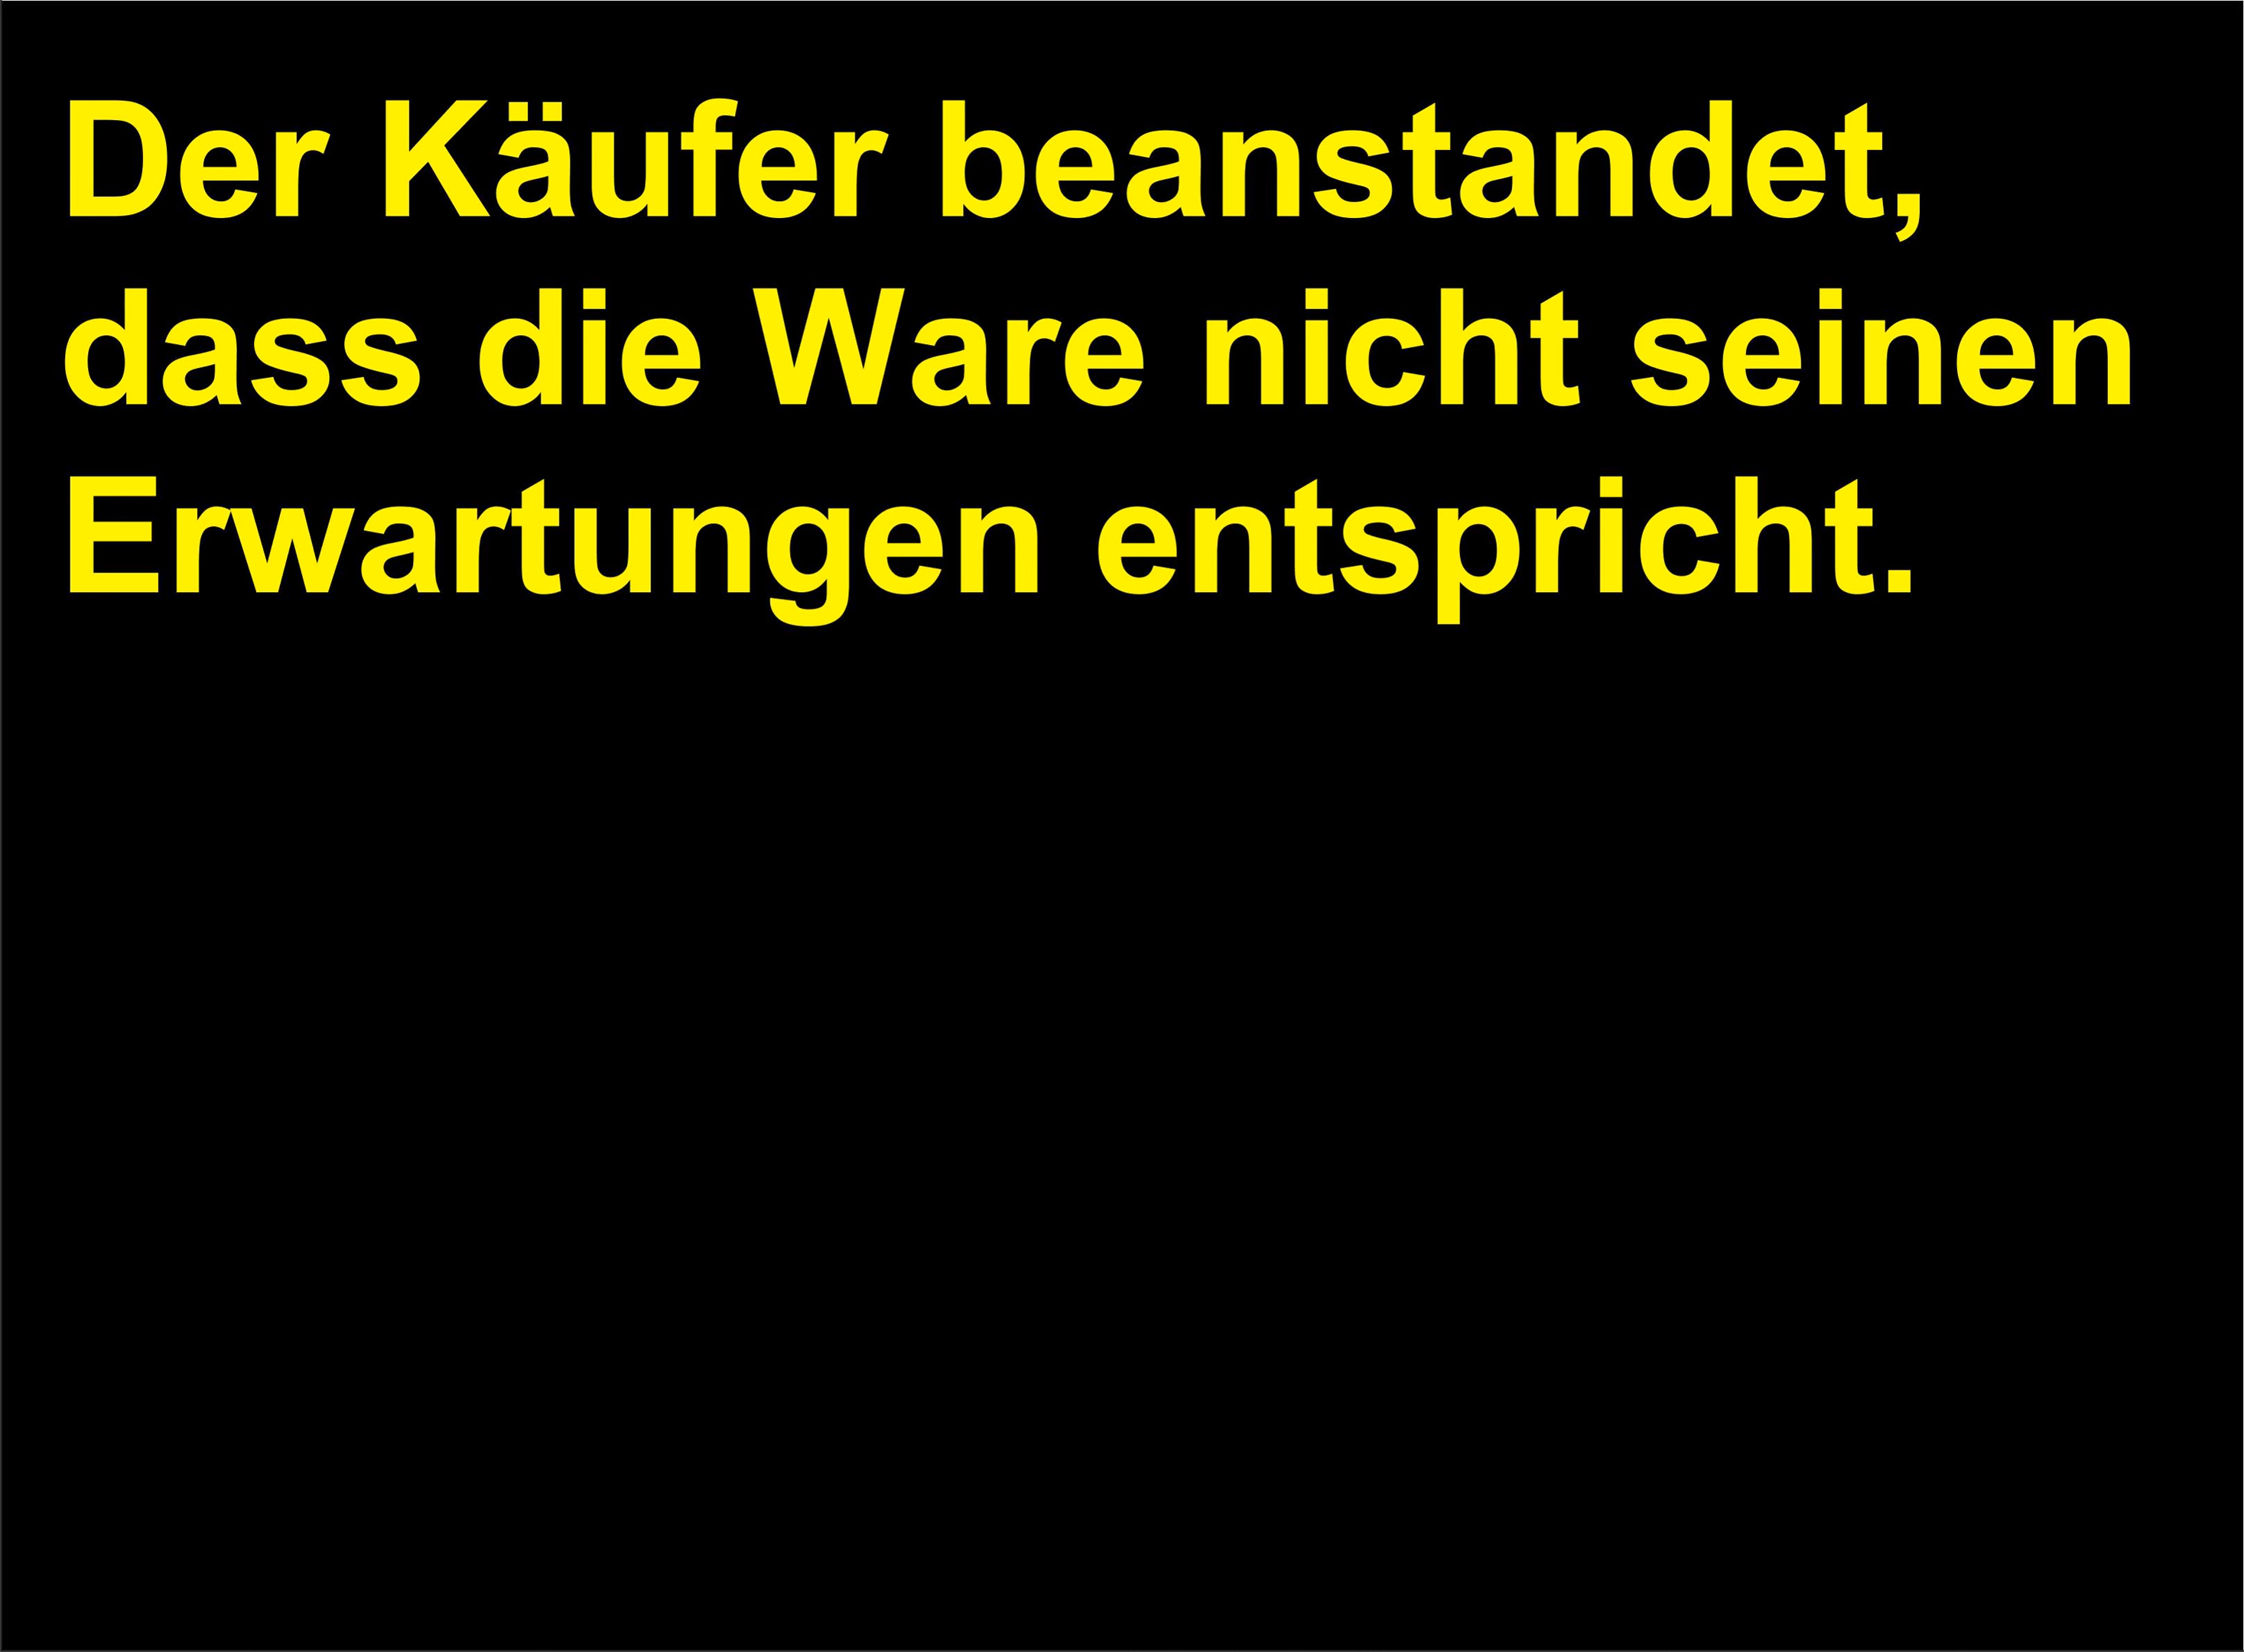 Der Käufer beanstandet,
dass die Ware nicht seinen
Erwartungen entspricht.